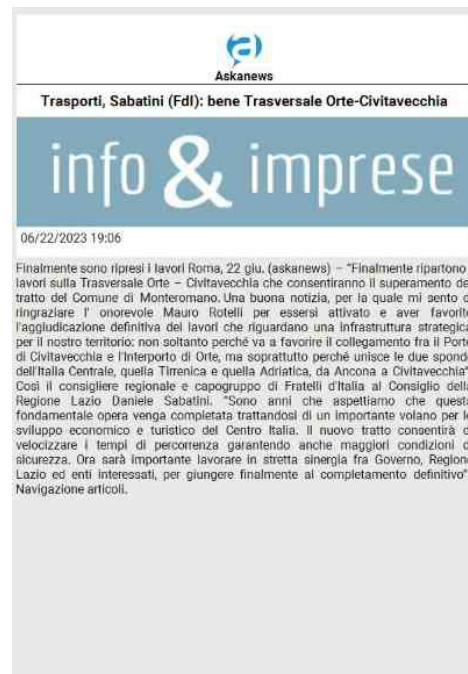 Askanews
Trasporti, Sabatini (FdI): bene Trasversale Orte-Civitavecchia
info & imprese
06/22/2023 19:06
Finalmente sono ripresi i lavori Roma, 22 giu. (askanews) – "Finalmente ripartono i
lavori sulla Trasversale Orte – Civitavecchia che consentiranno il superamento del
tratto del Comune di Monteromano. Una buona notizia, per la quale mi sento di
ringraziare l' onorevole Mauro Rotelli per essersi attivato e aver favorito
l'aggiudicazione definitiva dei lavori che riguardano una infrastruttura strategica
per il nostro territorio: non soltanto perché va a favorire il collegamento fra il Porto
di Civitavecchia e l'Interporto di Orte, ma soprattutto perché unisce le due sponde
dell'Italia Centrale, quella Tirrenica e quella Adriatica, da Ancona a Civitavecchia".
Così il consigliere regionale e capogruppo di Fratelli d'Italia al Consiglio della
Regione Lazio Daniele Sabatini. "Sono anni che aspettiamo che questa
fondamentale opera venga completata trattandosi di un importante volano per lo
sviluppo economico e turistico del Centro Italia. Il nuovo tratto consentirà di
velocizzare i tempi di percorrenza garantendo anche maggiori condizioni di
sicurezza. Ora sarà importante lavorare in stretta sinergia fra Governo, Regione
Lazio ed enti interessati, per giungere finalmente al completamento definitivo".
Navigazione articoli.